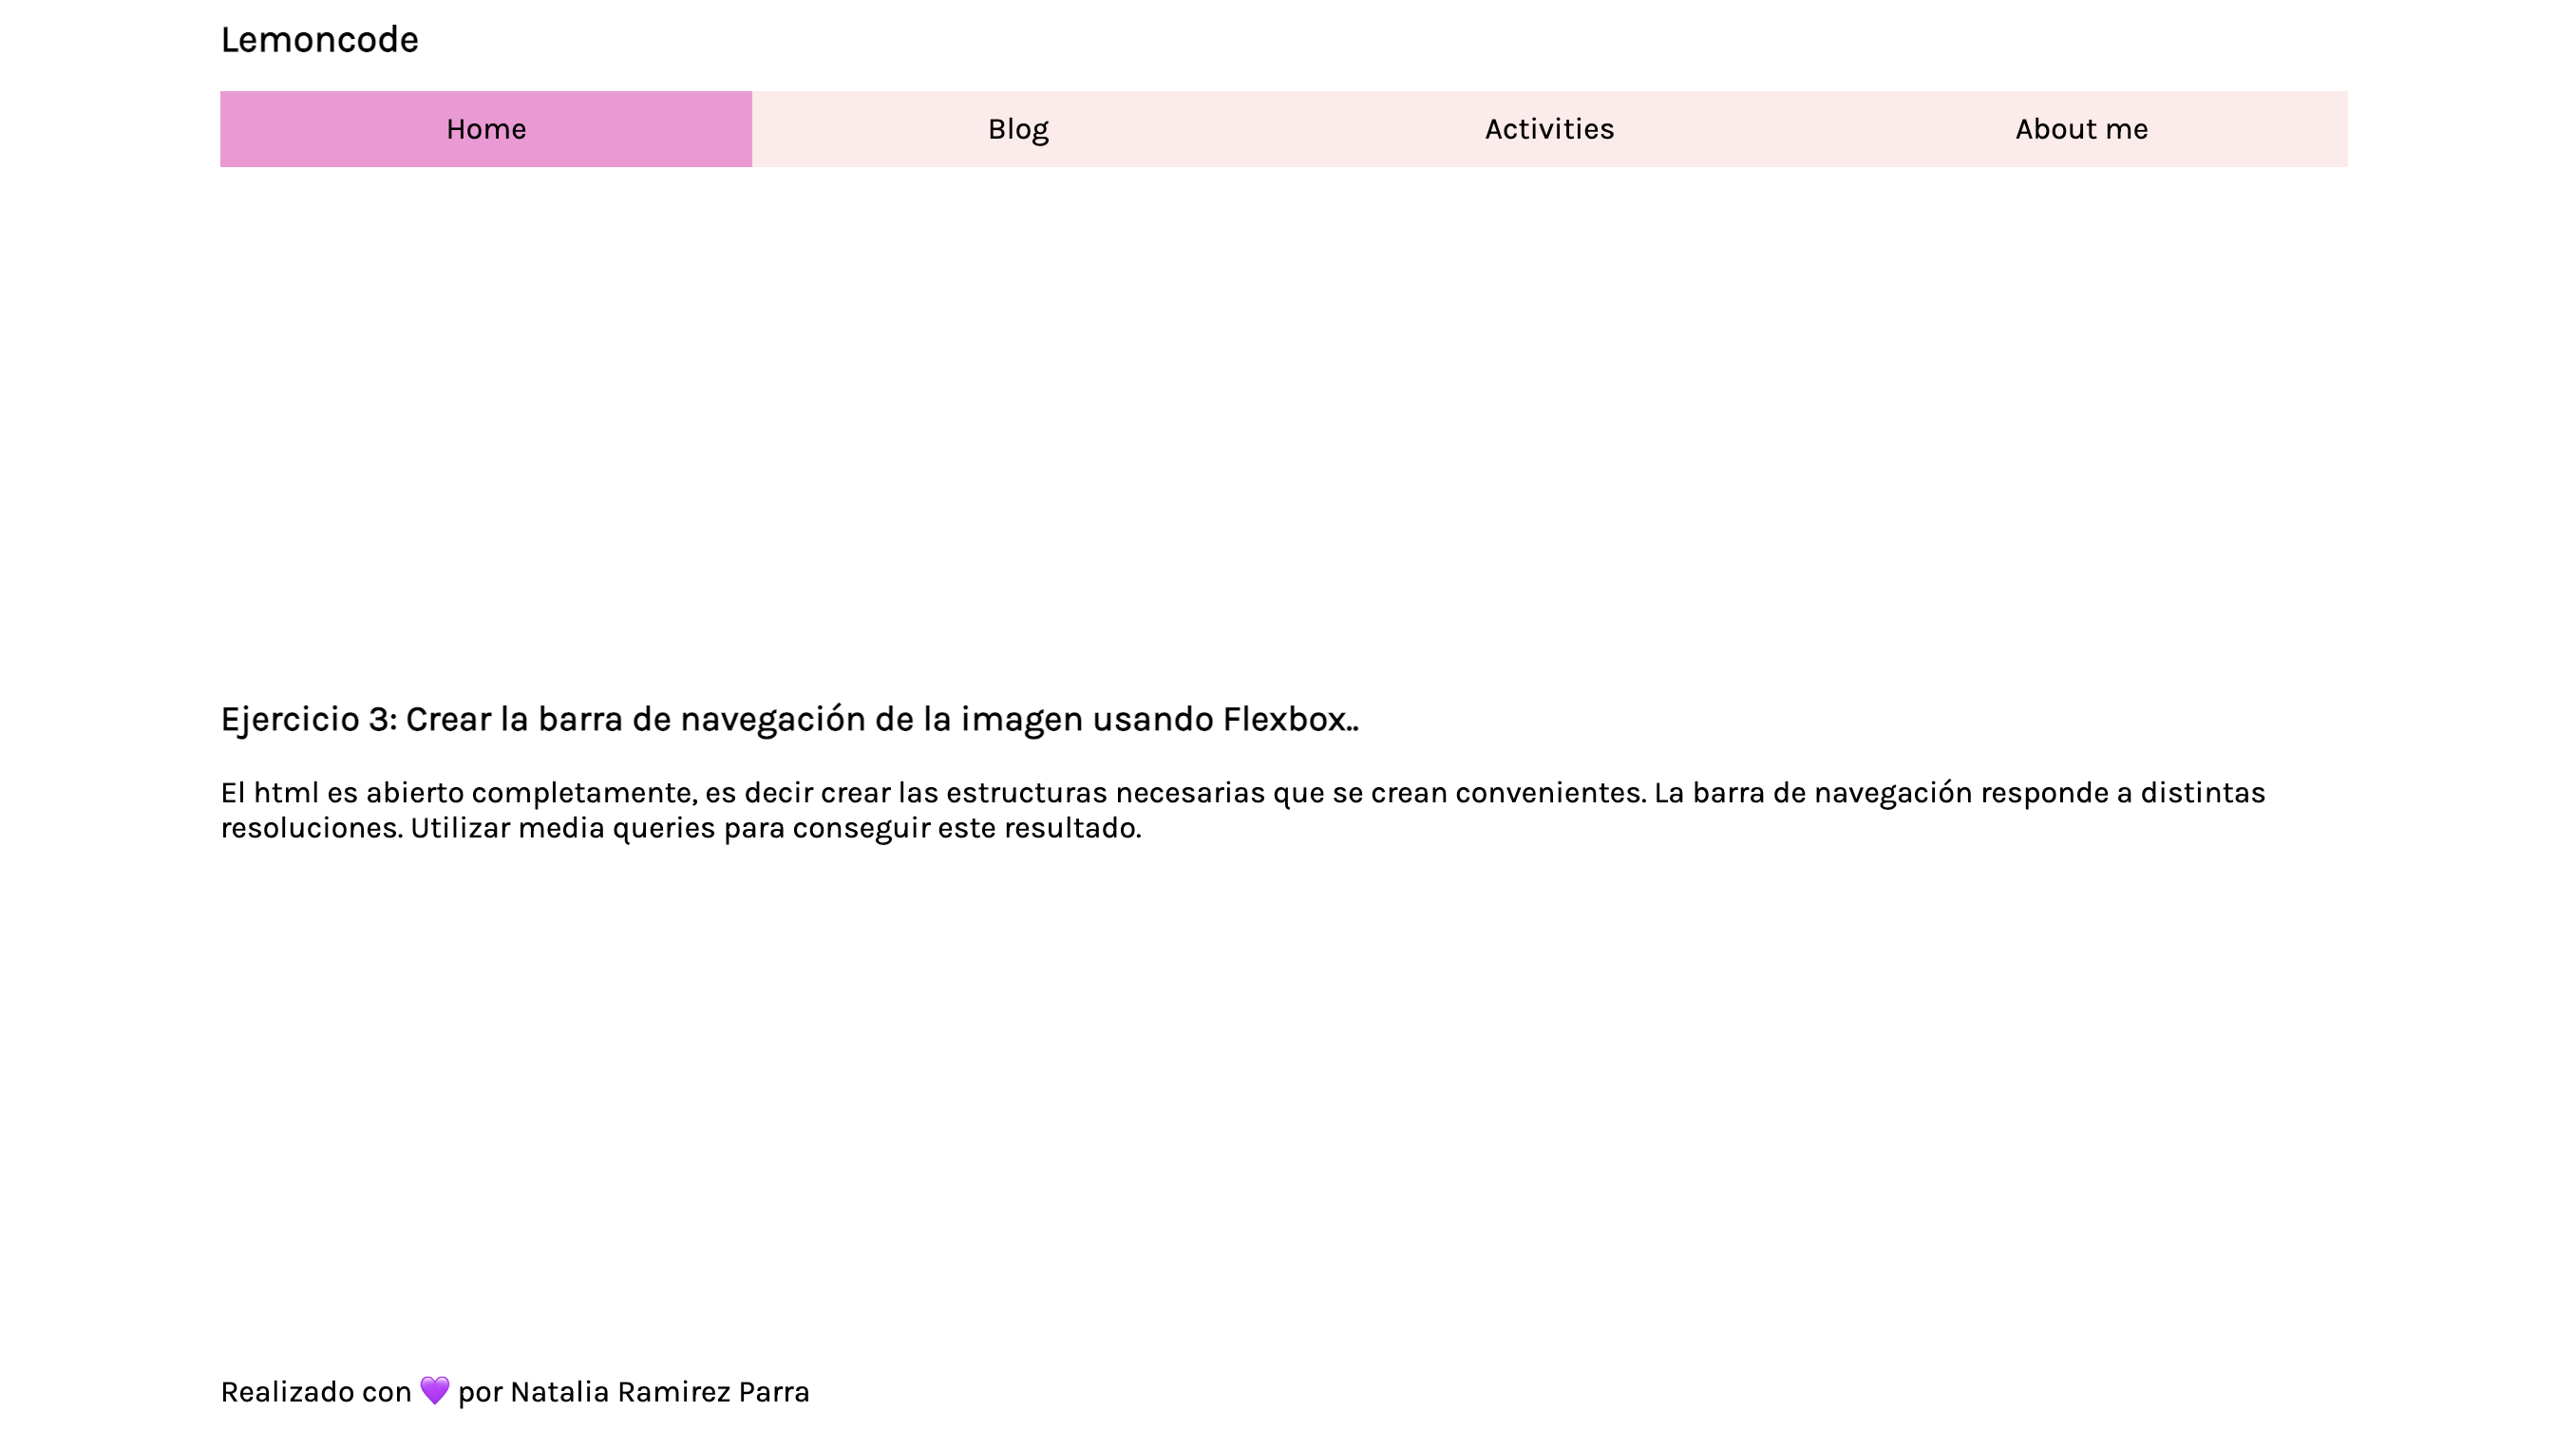 Lemoncode
Home
Blog
Activities
About me
Ejercicio 3: Crear la barra de navegación de la imagen usando Flexbox..
El html es abierto completamente, es decir crear las estructuras necesarias que se crean convenientes. La barra de navegación responde a distintas
resoluciones. Utilizar media queries para conseguir este resultado.
Realizado con 💜 por Natalia Ramirez Parra